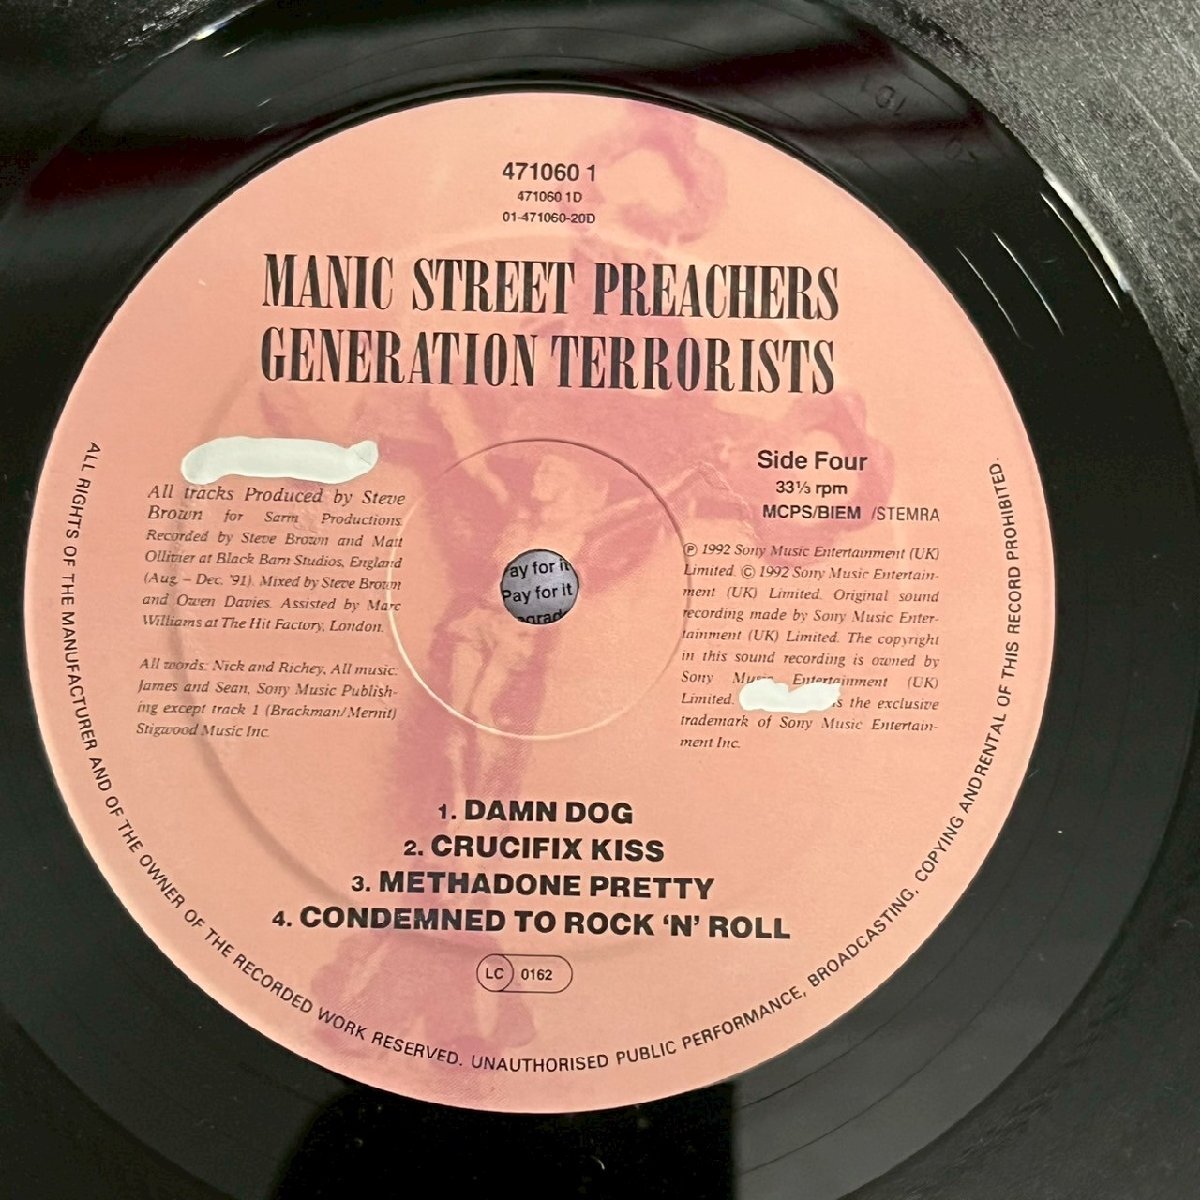 471060 1
471060 1D
01-471060-20D
MANIC STREET PREACHERS
GENERATION TERRORISTS
All tracks Produced by Steve
Brown for Sarm Productions.
Recorded by Steve Brown and Matt
Ollivier at Black Barn Studios, England
(Aug – Dec. '91). Mixed by Steve Brown
and Owen Davies. Assisted by Marc
Williams at The Hit Factory, London.
All words: Nick and Richey, All music:
James and Sean, Sony Music Publish-
ing except track 1 (Brackman/Mernit)
Stigwood Music Inc.
Side Four
33⅓ rpm
MCPS/BIEM /STEMRA
℗ 1992 Sony Music Entertainment (UK)
Limited. © 1992 Sony Music Entertain-
ment (UK) Limited. Original sound
recording made by Sony Music Enter-
tainment (UK) Limited. The copyright
in this sound recording is owned by
Sony Music Entertainment (UK)
Limited. is the exclusive
trademark of Sony Music Entertain-
ment Inc.
ay for it
Pay for it
1. DAMN DOG
2. CRUCIFIX KISS
3. METHADONE PRETTY
4. CONDEMNED TO ROCK 'N' ROLL
LC 0162
ALL RIGHTS OF THE MANUFACTURER AND OF THE OWNER OF THE RECORDED WORK RESERVED. UNAUTHORISED PUBLIC PERFORMANCE, BROADCASTING, COPYING AND RENTAL OF THIS RECORD PROHIBITED.